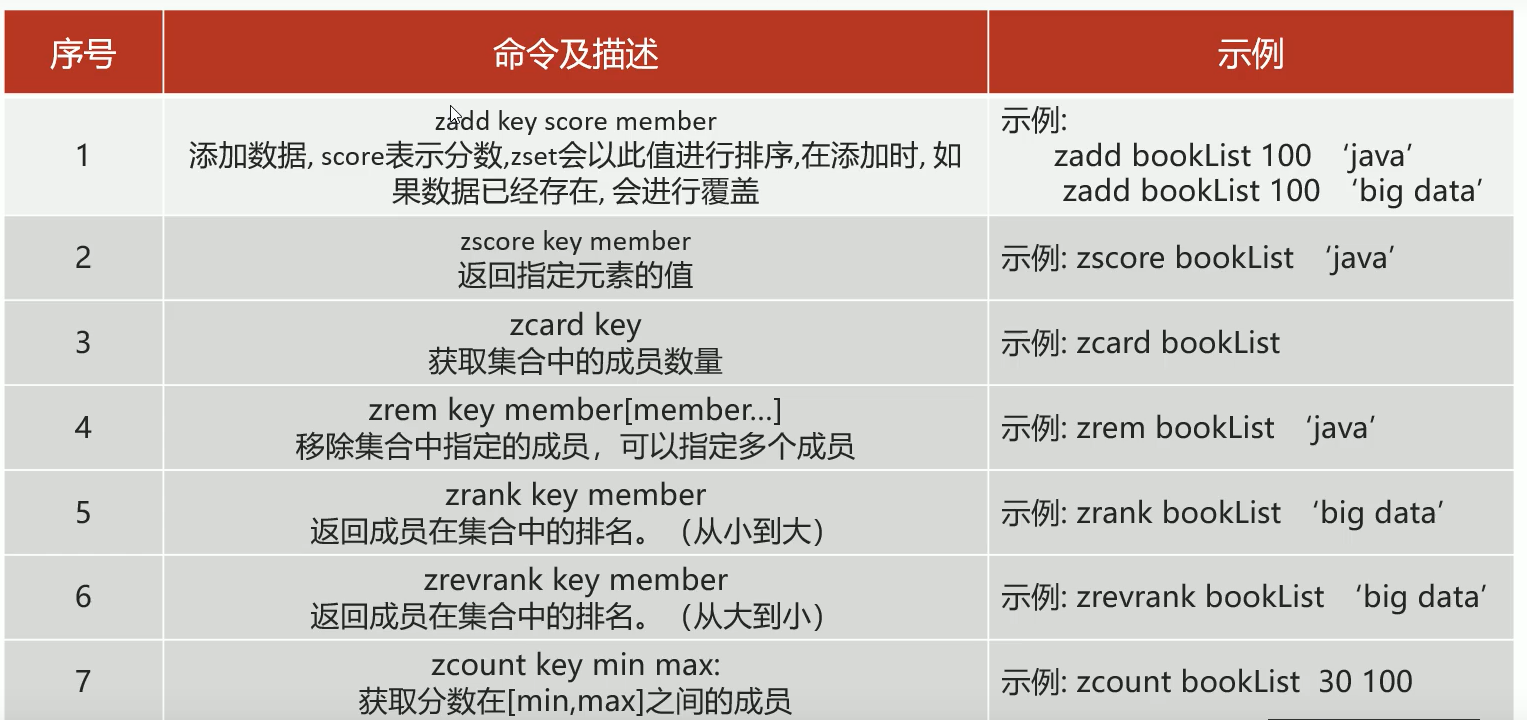 序号 命令及描述 示例
1
zadd key score member
添加数据, score表示分数,zset会以此值进行排序,在添加时, 如
果数据已经存在, 会进行覆盖
示例:
zadd bookList 100 ‘java’
zadd bookList 100 ‘big data’
2
zscore key member
返回指定元素的值
示例: zscore bookList ‘java’
3
zcard key
获取集合中的成员数量
示例: zcard bookList
4
zrem key member[member…]
移除集合中指定的成员，可以指定多个成员
示例: zrem bookList ‘java’
5
zrank key member
返回成员在集合中的排名。（从小到大）
示例: zrank bookList ‘big data’
6
zrevrank key member
返回成员在集合中的排名。（从大到小）
示例: zrevrank bookList ‘big data’
7
zcount key min max:
获取分数在[min,max]之间的成员
示例: zcount bookList 30 100